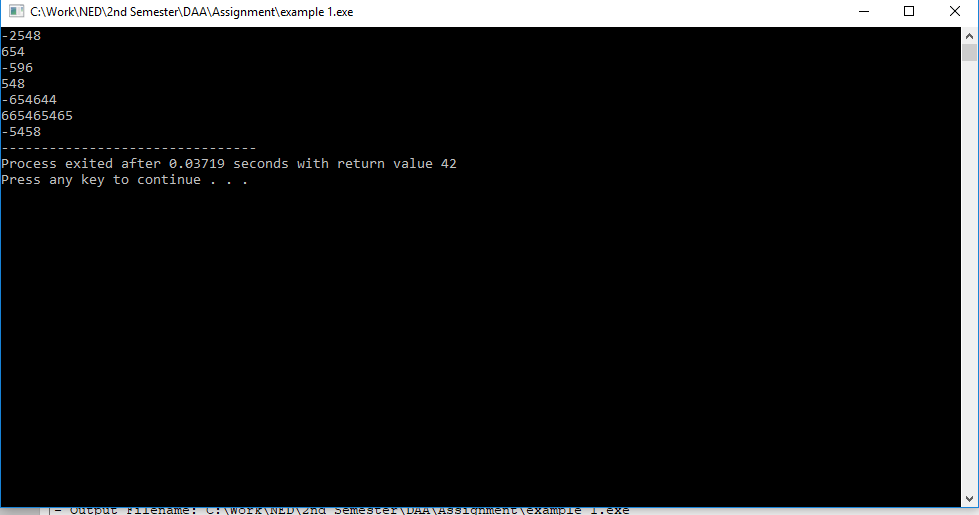 C:\Work\NED\2nd Semester\DAA\Assignment\example 1.exe
-2548
654
-596
548
-654644
665465465
-5458
--------------------------------
Process exited after 0.03719 seconds with return value 42
Press any key to continue . . .
- Output Filename: C:\Work\NED\2nd Semester\DAA\Assignment\example 1.exe